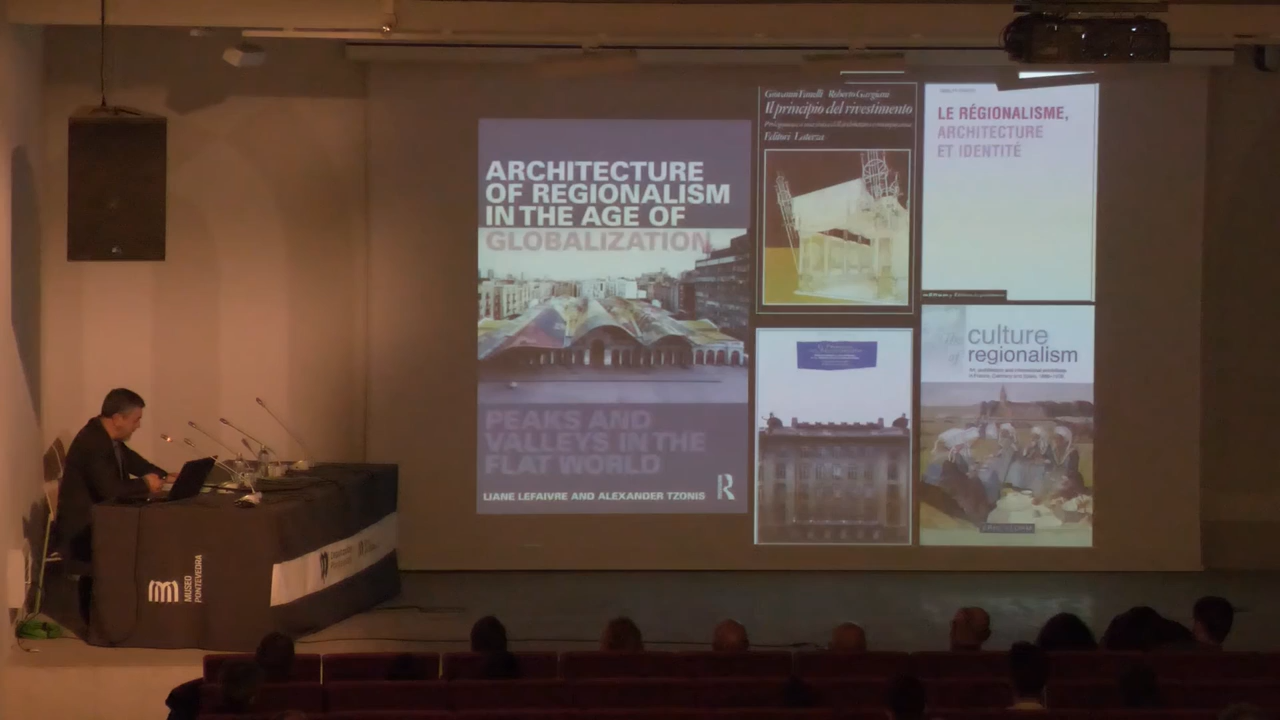 ARCHITECTURE
OF REGIONALISM
IN THE AGE OF
GLOBALIZATION
PEAKS AND
VALLEYS IN THE
FLAT WORLD
LIANE LEFAIVRE AND ALEXANDER TZONIS
R
Giovanni Fanelli Roberto Gargiani
Il principio del rivestimento
Editori Laterza
LE RÉGIONALISME,
ARCHITECTURE
ET IDENTITÉ
the culture
of regionalism
MUSEO
PONTEVEDRA